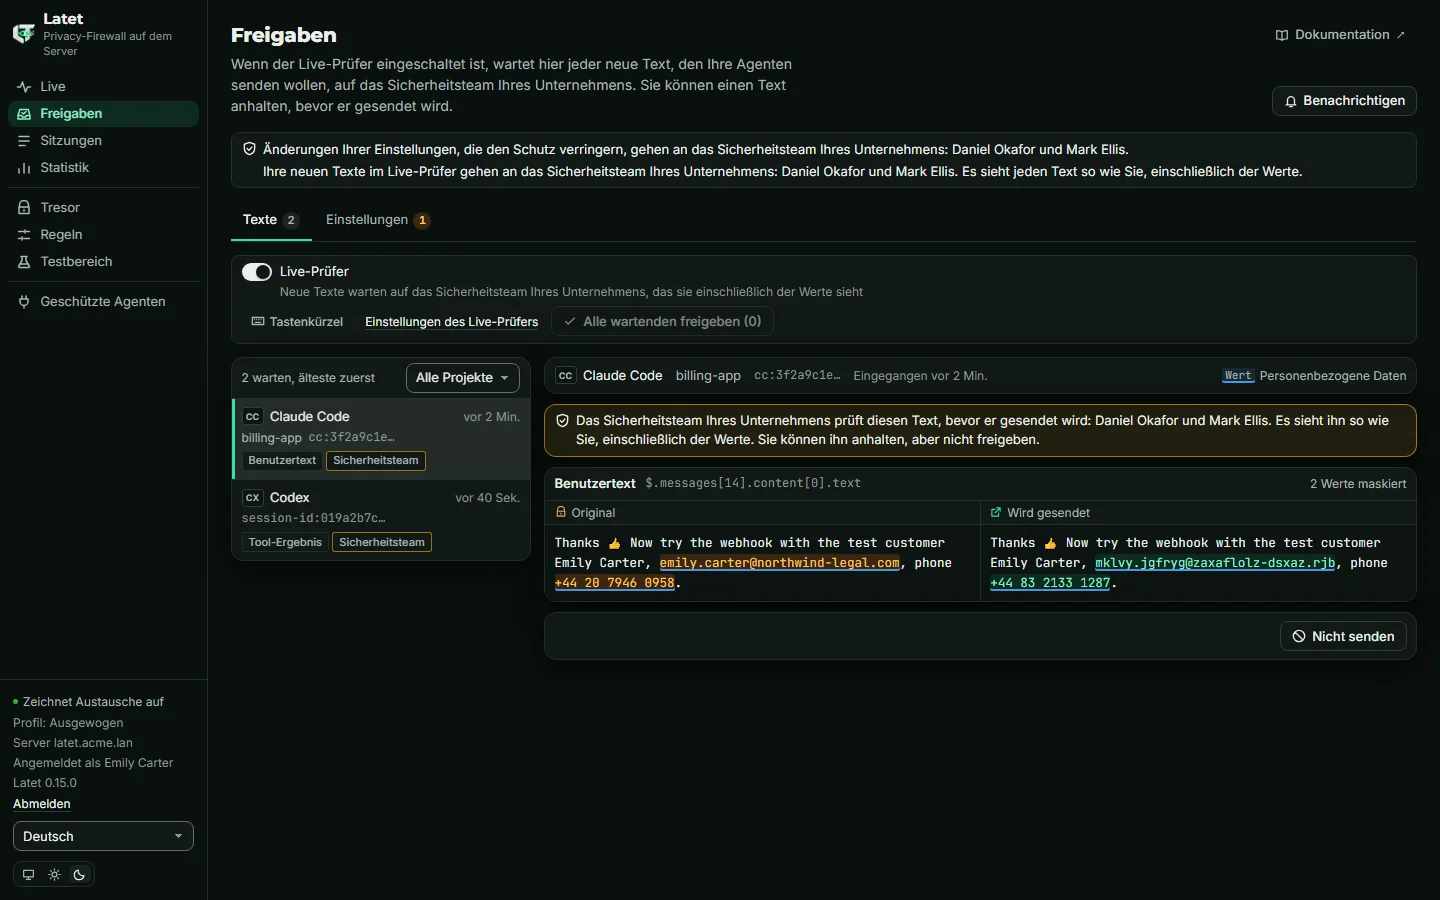 Latet
Privacy-Firewall auf dem
Server
Live
Freigaben
Sitzungen
Statistik
Tresor
Regeln
Testbereich
Geschützte Agenten
Zeichnet Austausche auf
Profil: Ausgewogen
Server latet.acme.lan
Angemeldet als Emily Carter
Latet 0.15.0
Abmelden
Deutsch
Freigaben
Dokumentation ↗
Wenn der Live-Prüfer eingeschaltet ist, wartet hier jeder neue Text, den Ihre Agenten
senden wollen, auf das Sicherheitsteam Ihres Unternehmens. Sie können einen Text
anhalten, bevor er gesendet wird.
Benachrichtigen
Änderungen Ihrer Einstellungen, die den Schutz verringern, gehen an das Sicherheitsteam Ihres Unternehmens: Daniel Okafor und Mark Ellis.
Ihre neuen Texte im Live-Prüfer gehen an das Sicherheitsteam Ihres Unternehmens: Daniel Okafor und Mark Ellis. Es sieht jeden Text so wie Sie, einschließlich der Werte.
Texte 2 Einstellungen 1
Live-Prüfer
Neue Texte warten auf das Sicherheitsteam Ihres Unternehmens, das sie einschließlich der Werte sieht
Tastenkürzel Einstellungen des Live-Prüfers Alle wartenden freigeben (0)
2 warten, älteste zuerst Alle Projekte
CC Claude Code vor 2 Min.
billing-app cc:3f2a9c1e…
Benutzertext Sicherheitsteam
CX Codex vor 40 Sek.
session-id:019a2b7c…
Tool-Ergebnis Sicherheitsteam
CC Claude Code billing-app cc:3f2a9c1e… Eingegangen vor 2 Min. Wert Personenbezogene Daten
Das Sicherheitsteam Ihres Unternehmens prüft diesen Text, bevor er gesendet wird: Daniel Okafor und Mark Ellis. Es sieht ihn so wie
Sie, einschließlich der Werte. Sie können ihn anhalten, aber nicht freigeben.
Benutzertext $.messages[14].content[0].text 2 Werte maskiert
Original
Thanks 👍 Now try the webhook with the test customer
Emily Carter, emily.carter@northwind-legal.com, phone
+44 20 7946 0958.
Wird gesendet
Thanks 👍 Now try the webhook with the test customer
Emily Carter, mklvy.jgfryg@zaxaflolz-dsxaz.rjb, phone
+44 83 2133 1287.
Nicht senden